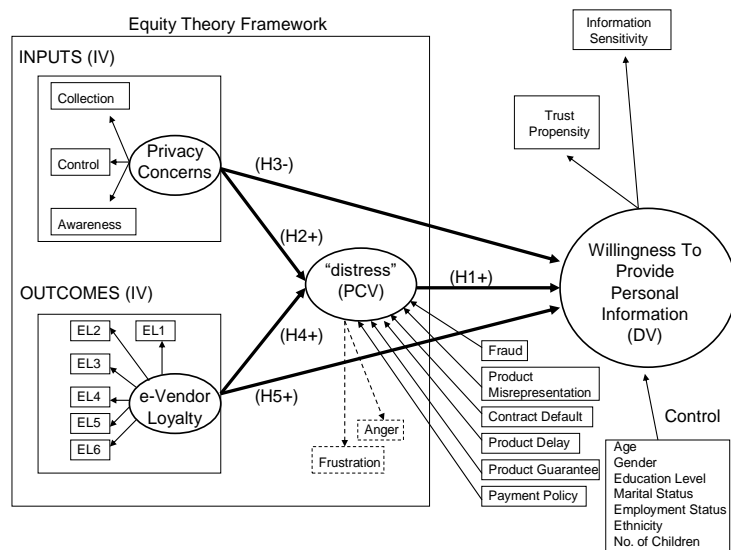 Equity Theory Framework
INPUTS (IV)
Collection
Control
Awareness
Privacy
Concerns
(H3-)
(H2+)
"distress"
(PCV)
(H1+)
OUTCOMES (IV)
EL2
EL1
EL3
EL4
EL5
EL6
e-Vendor
Loyalty
(H4+)
(H5+)
Anger
Frustration
Fraud
Product
Misrepresentation
Contract Default
Product Delay
Product Guarantee
Payment Policy
Information
Sensitivity
Trust
Propensity
Willingness To
Provide
Personal
Information
(DV)
Control
Age
Gender
Education Level
Marital Status
Employment Status
Ethnicity
No. of Children